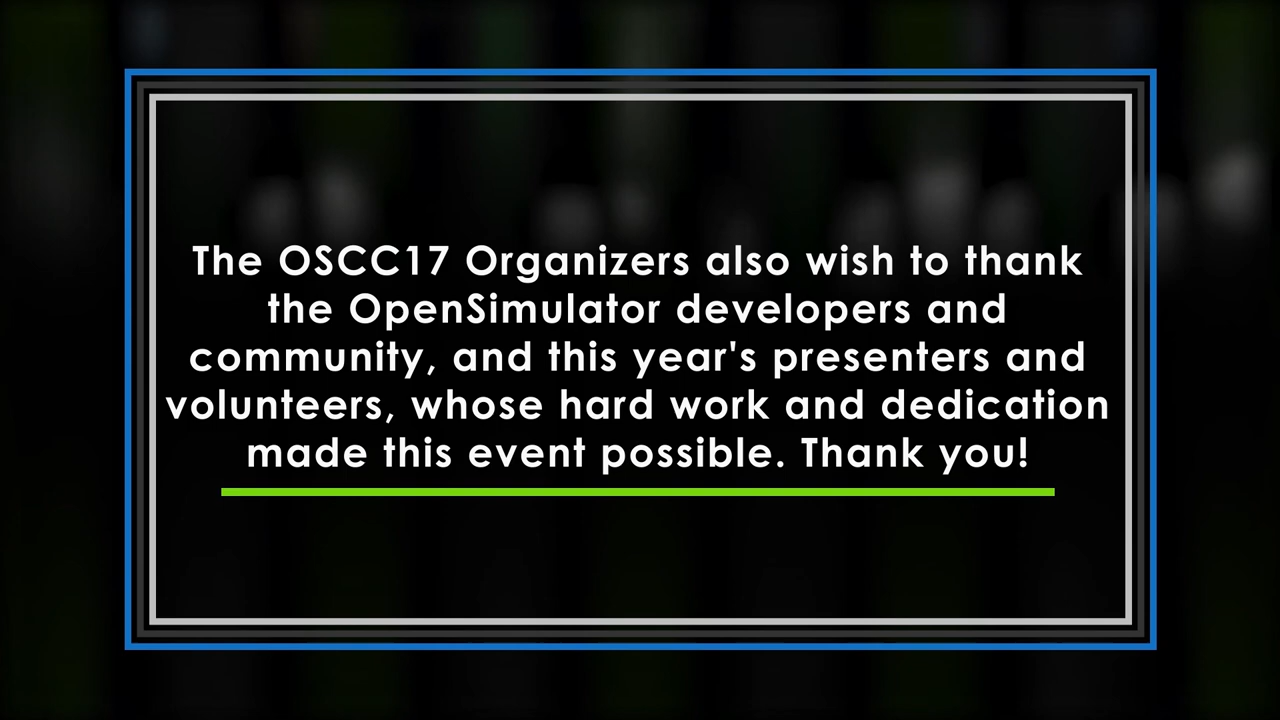 The OSCC17 Organizers also wish to thank
the OpenSimulator developers and
community, and this year's presenters and
volunteers, whose hard work and dedication
made this event possible. Thank you!